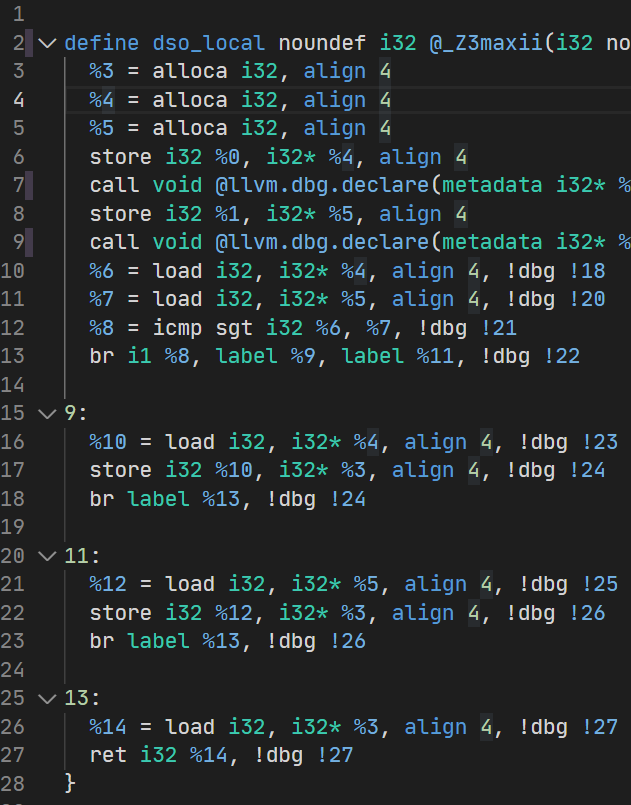 1
2 define dso_local noundef i32 @_Z3maxii(i32 no
3 %3 = alloca i32, align 4
4 %4 = alloca i32, align 4
5 %5 = alloca i32, align 4
6 store i32 %0, i32* %4, align 4
7 call void @llvm.dbg.declare(metadata i32* %
8 store i32 %1, i32* %5, align 4
9 call void @llvm.dbg.declare(metadata i32* %
10 %6 = load i32, i32* %4, align 4, !dbg !18
11 %7 = load i32, i32* %5, align 4, !dbg !20
12 %8 = icmp sgt i32 %6, %7, !dbg !21
13 br i1 %8, label %9, label %11, !dbg !22
14
15 9:
16 %10 = load i32, i32* %4, align 4, !dbg !23
17 store i32 %10, i32* %3, align 4, !dbg !24
18 br label %13, !dbg !24
19
20 11:
21 %12 = load i32, i32* %5, align 4, !dbg !25
22 store i32 %12, i32* %3, align 4, !dbg !26
23 br label %13, !dbg !26
24
25 13:
26 %14 = load i32, i32* %3, align 4, !dbg !27
27 ret i32 %14, !dbg !27
28 }